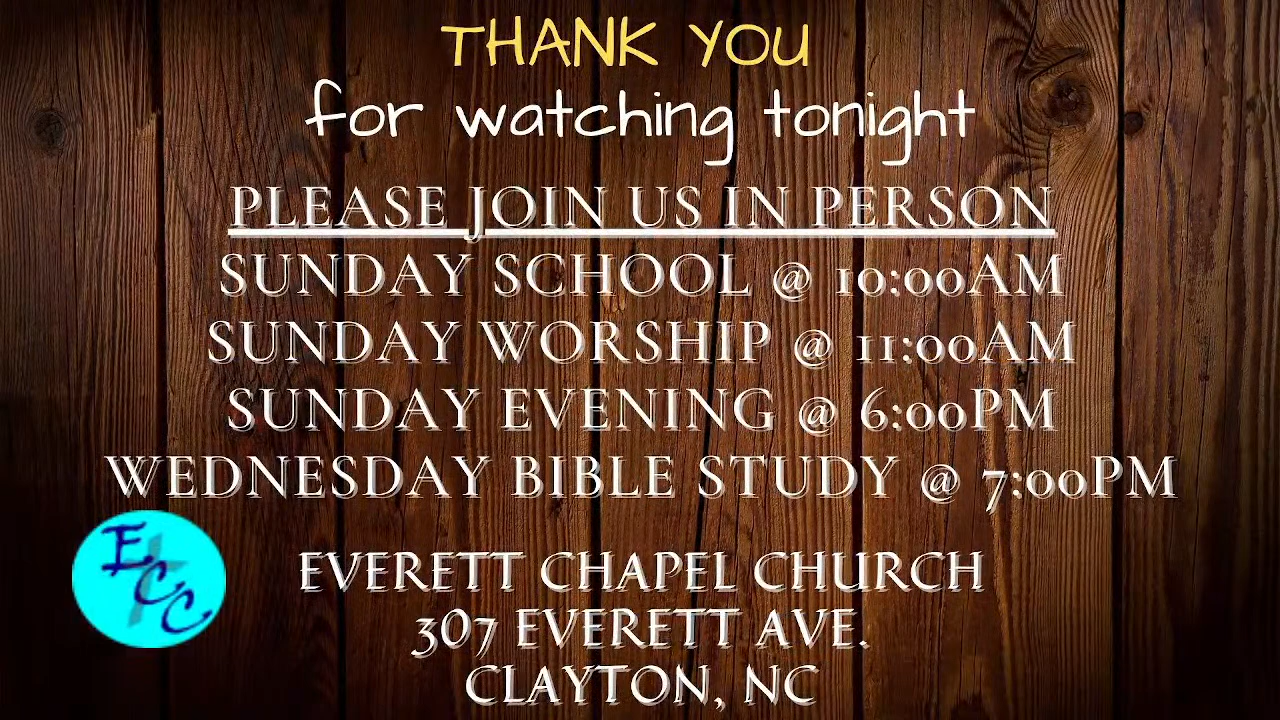 THANK YOU
for watching tonight
PLEASE JOIN US IN PERSON
SUNDAY SCHOOL @ 10:00AM
SUNDAY WORSHIP @ 11:00AM
SUNDAY EVENING @ 6:00PM
WEDNESDAY BIBLE STUDY @ 7:00PM
ECC
EVERETT CHAPEL CHURCH
307 EVERETT AVE.
CLAYTON, NC